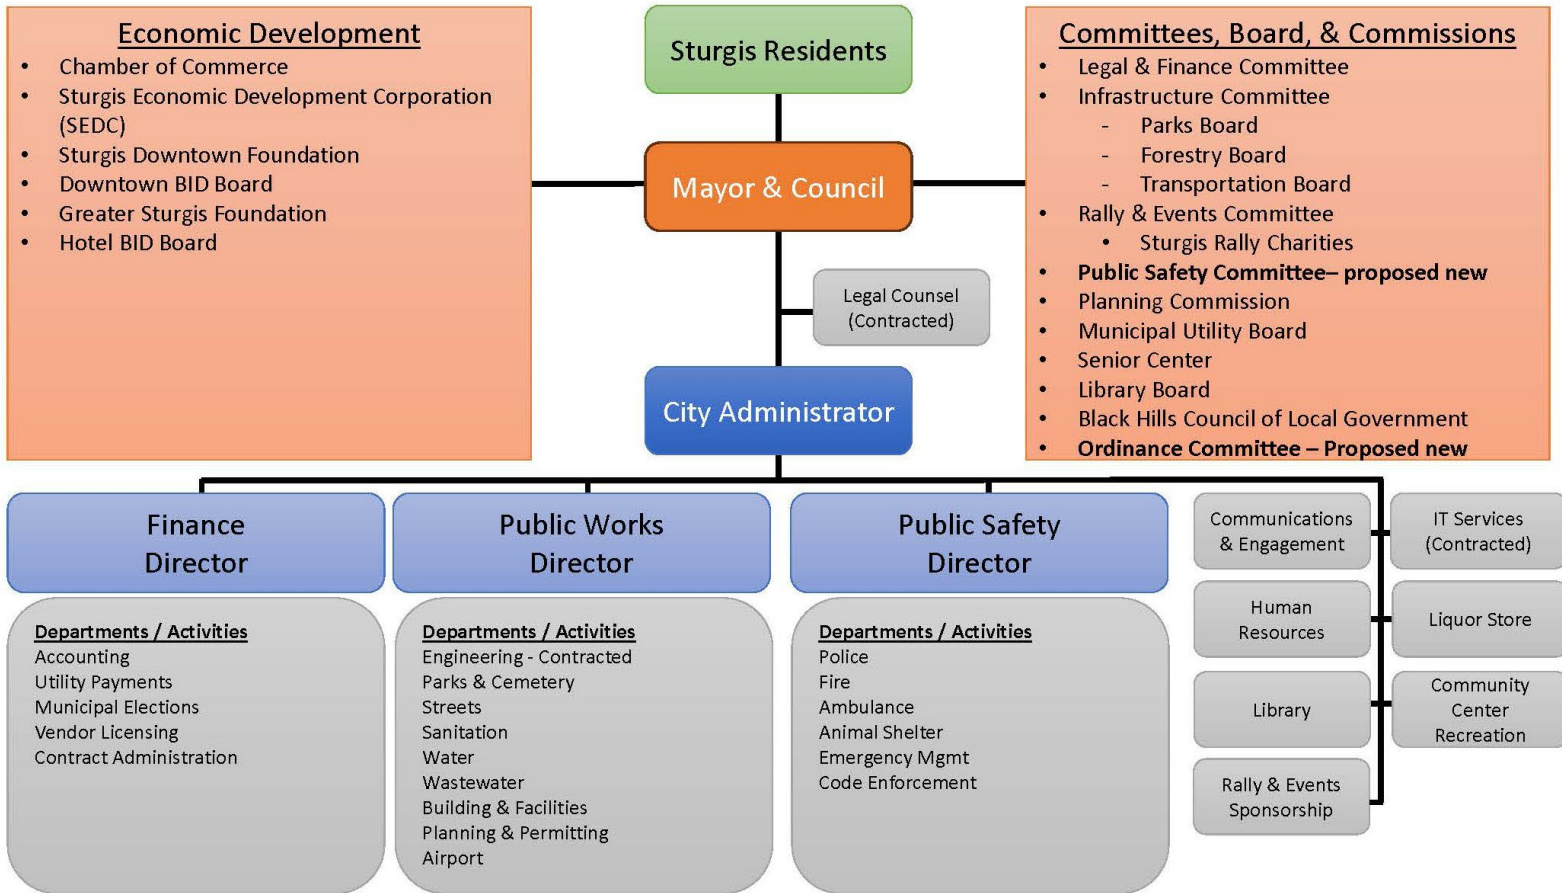 Economic Development
• Chamber of Commerce
• Sturgis Economic Development Corporation
(SEDC)
• Sturgis Downtown Foundation
• Downtown BID Board
• Greater Sturgis Foundation
• Hotel BID Board
Sturgis Residents
Mayor & Council
Legal Counsel
(Contracted)
City Administrator
Committees, Board, & Commissions
• Legal & Finance Committee
• Infrastructure Committee
- Parks Board
- Forestry Board
- Transportation Board
• Rally & Events Committee
• Sturgis Rally Charities
• Public Safety Committee– proposed new
• Planning Commission
• Municipal Utility Board
• Senior Center
• Library Board
• Black Hills Council of Local Government
• Ordinance Committee – Proposed new
Finance
Director
Departments / Activities
Accounting
Utility Payments
Municipal Elections
Vendor Licensing
Contract Administration
Public Works
Director
Departments / Activities
Engineering - Contracted
Parks & Cemetery
Streets
Sanitation
Water
Wastewater
Building & Facilities
Planning & Permitting
Airport
Public Safety
Director
Departments / Activities
Police
Fire
Ambulance
Animal Shelter
Emergency Mgmt
Code Enforcement
Communications
& Engagement
IT Services
(Contracted)
Human
Resources
Liquor Store
Library
Community
Center
Recreation
Rally & Events
Sponsorship